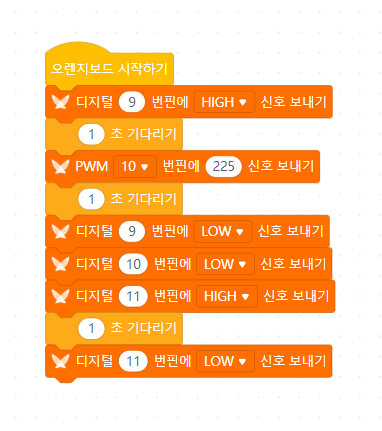 오렌지보드 시작하기
디지털 9 번핀에 HIGH 신호 보내기
1 초 기다리기
PWM 10 번핀에 225 신호 보내기
1 초 기다리기
디지털 9 번핀에 LOW 신호 보내기
디지털 10 번핀에 LOW 신호 보내기
디지털 11 번핀에 HIGH 신호 보내기
1 초 기다리기
디지털 11 번핀에 LOW 신호 보내기